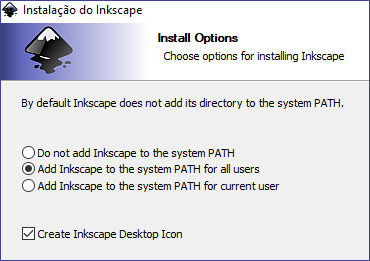 Instalação do Inkscape
Install Options
Choose options for installing Inkscape
By default Inkscape does not add its directory to the system PATH.
Do not add Inkscape to the system PATH
Add Inkscape to the system PATH for all users
Add Inkscape to the system PATH for current user
Create Inkscape Desktop Icon